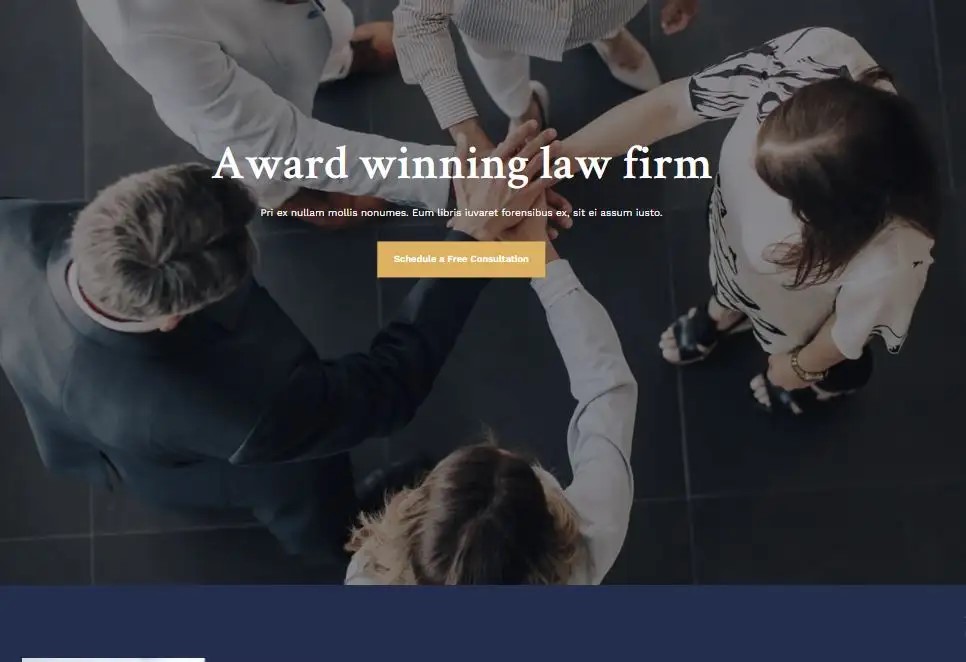 Award winning law firm
Pri ex nullam mollis nonumes. Eum libris iuvaret forensibus ex, sit ei assum iusto.
Schedule a Free Consultation